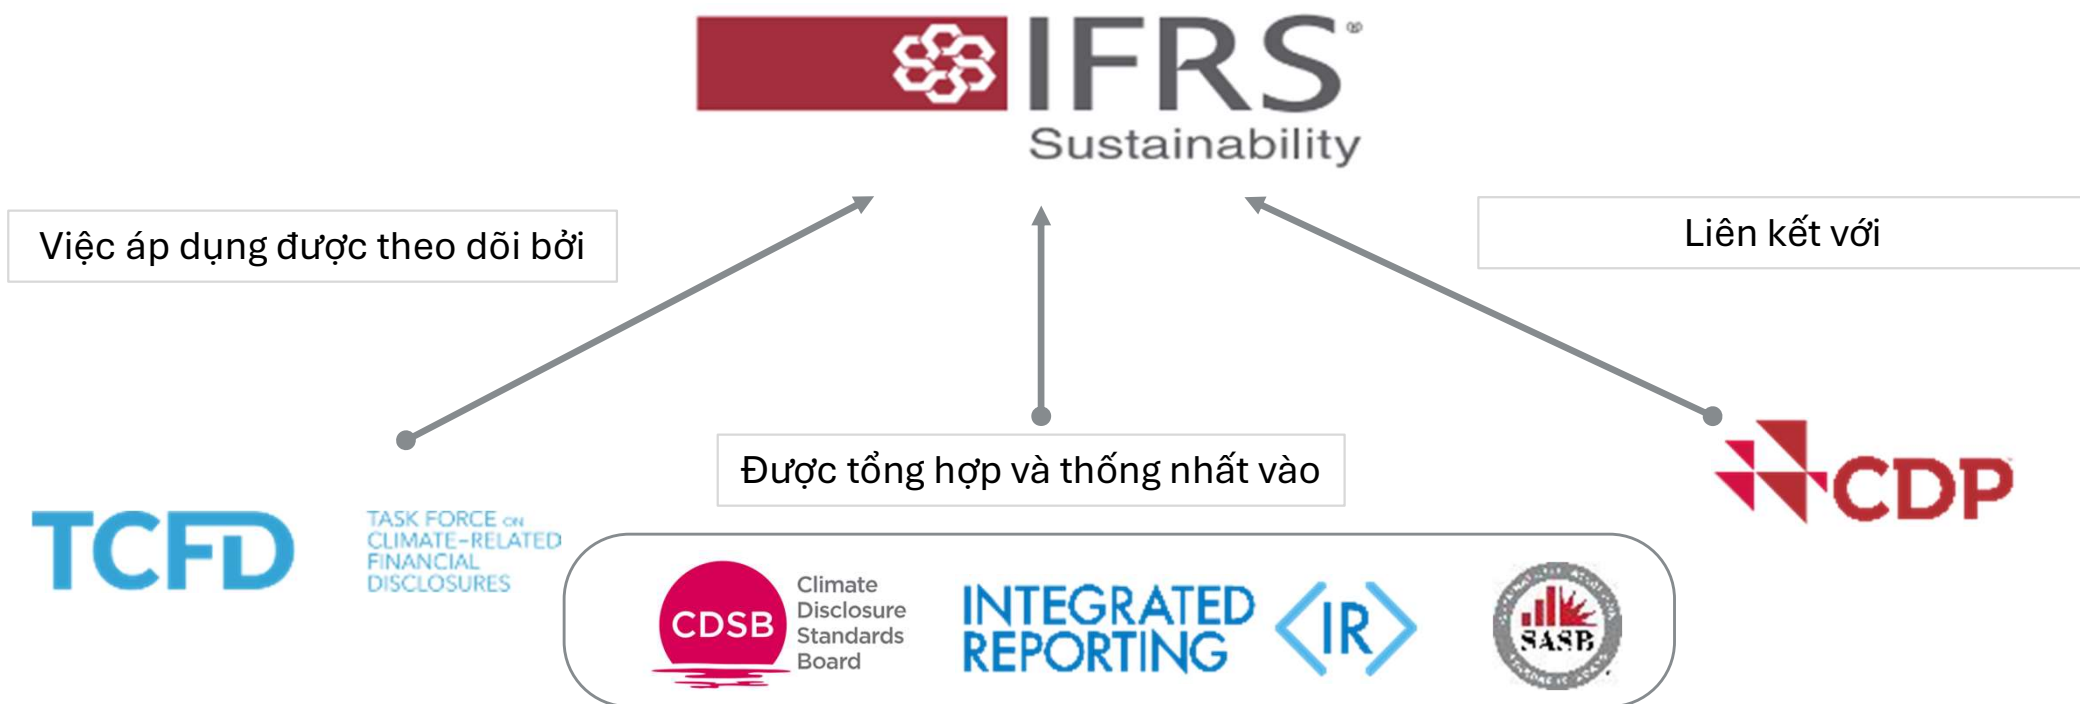 IFRS®
Sustainability
Việc áp dụng được theo dõi bởi
Liên kết với
Được tổng hợp và thống nhất vào
CDP
TCFD
TASK FORCE ON
CLIMATE-RELATED
FINANCIAL
DISCLOSURES
CDSB
Climate
Disclosure
Standards
Board
INTEGRATED
REPORTING
<IR>
SASB